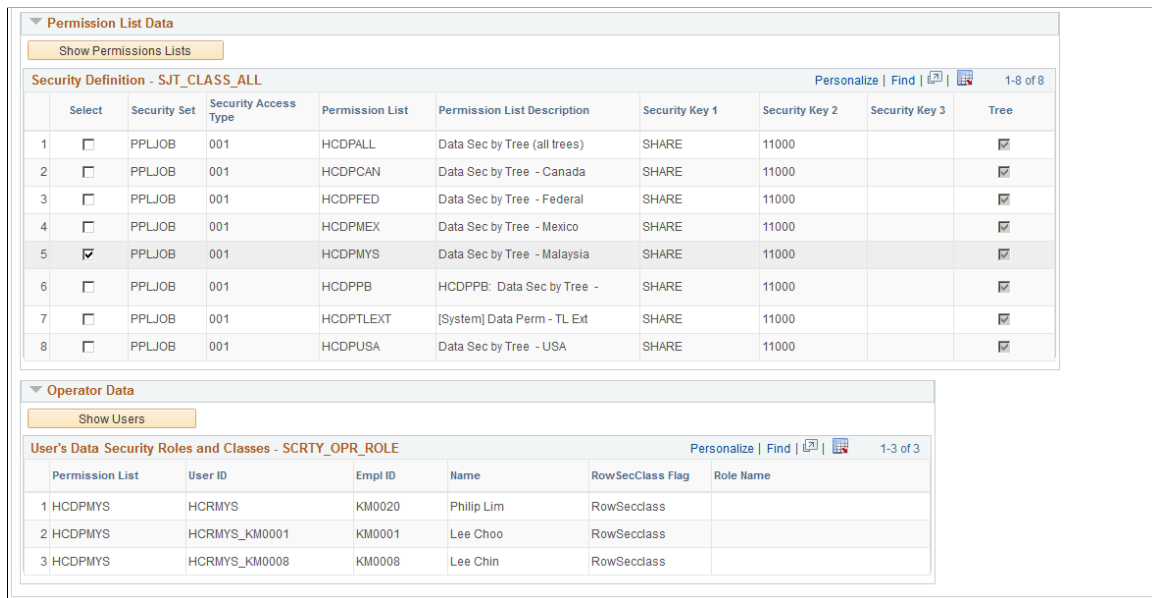 Permission List Data
Show Permissions Lists
Security Definition - SJT_CLASS_ALL Personalize | Find | | 1-8 of 8
Select Security Set Security Access Type Permission List Permission List Description Security Key 1 Security Key 2 Security Key 3 Tree
1 PPLJOB 001 HCDPALL Data Sec by Tree (all trees) SHARE 11000
2 PPLJOB 001 HCDPCAN Data Sec by Tree - Canada SHARE 11000
3 PPLJOB 001 HCDPFED Data Sec by Tree - Federal SHARE 11000
4 PPLJOB 001 HCDPMEX Data Sec by Tree - Mexico SHARE 11000
5 PPLJOB 001 HCDPMYS Data Sec by Tree - Malaysia SHARE 11000
6 PPLJOB 001 HCDPPB HCDPPB: Data Sec by Tree - SHARE 11000
7 PPLJOB 001 HCDPTLEXT [System] Data Perm - TL Ext SHARE 11000
8 PPLJOB 001 HCDPUSA Data Sec by Tree - USA SHARE 11000
Operator Data
Show Users
User's Data Security Roles and Classes - SCRTY_OPR_ROLE Personalize | Find | | 1-3 of 3
Permission List User ID Empl ID Name RowSecClass Flag Role Name
1 HCDPMYS HCRMYS KM0020 Philip Lim RowSecclass
2 HCDPMYS HCRMYS_KM0001 KM0001 Lee Choo RowSecclass
3 HCDPMYS HCRMYS_KM0008 KM0008 Lee Chin RowSecclass